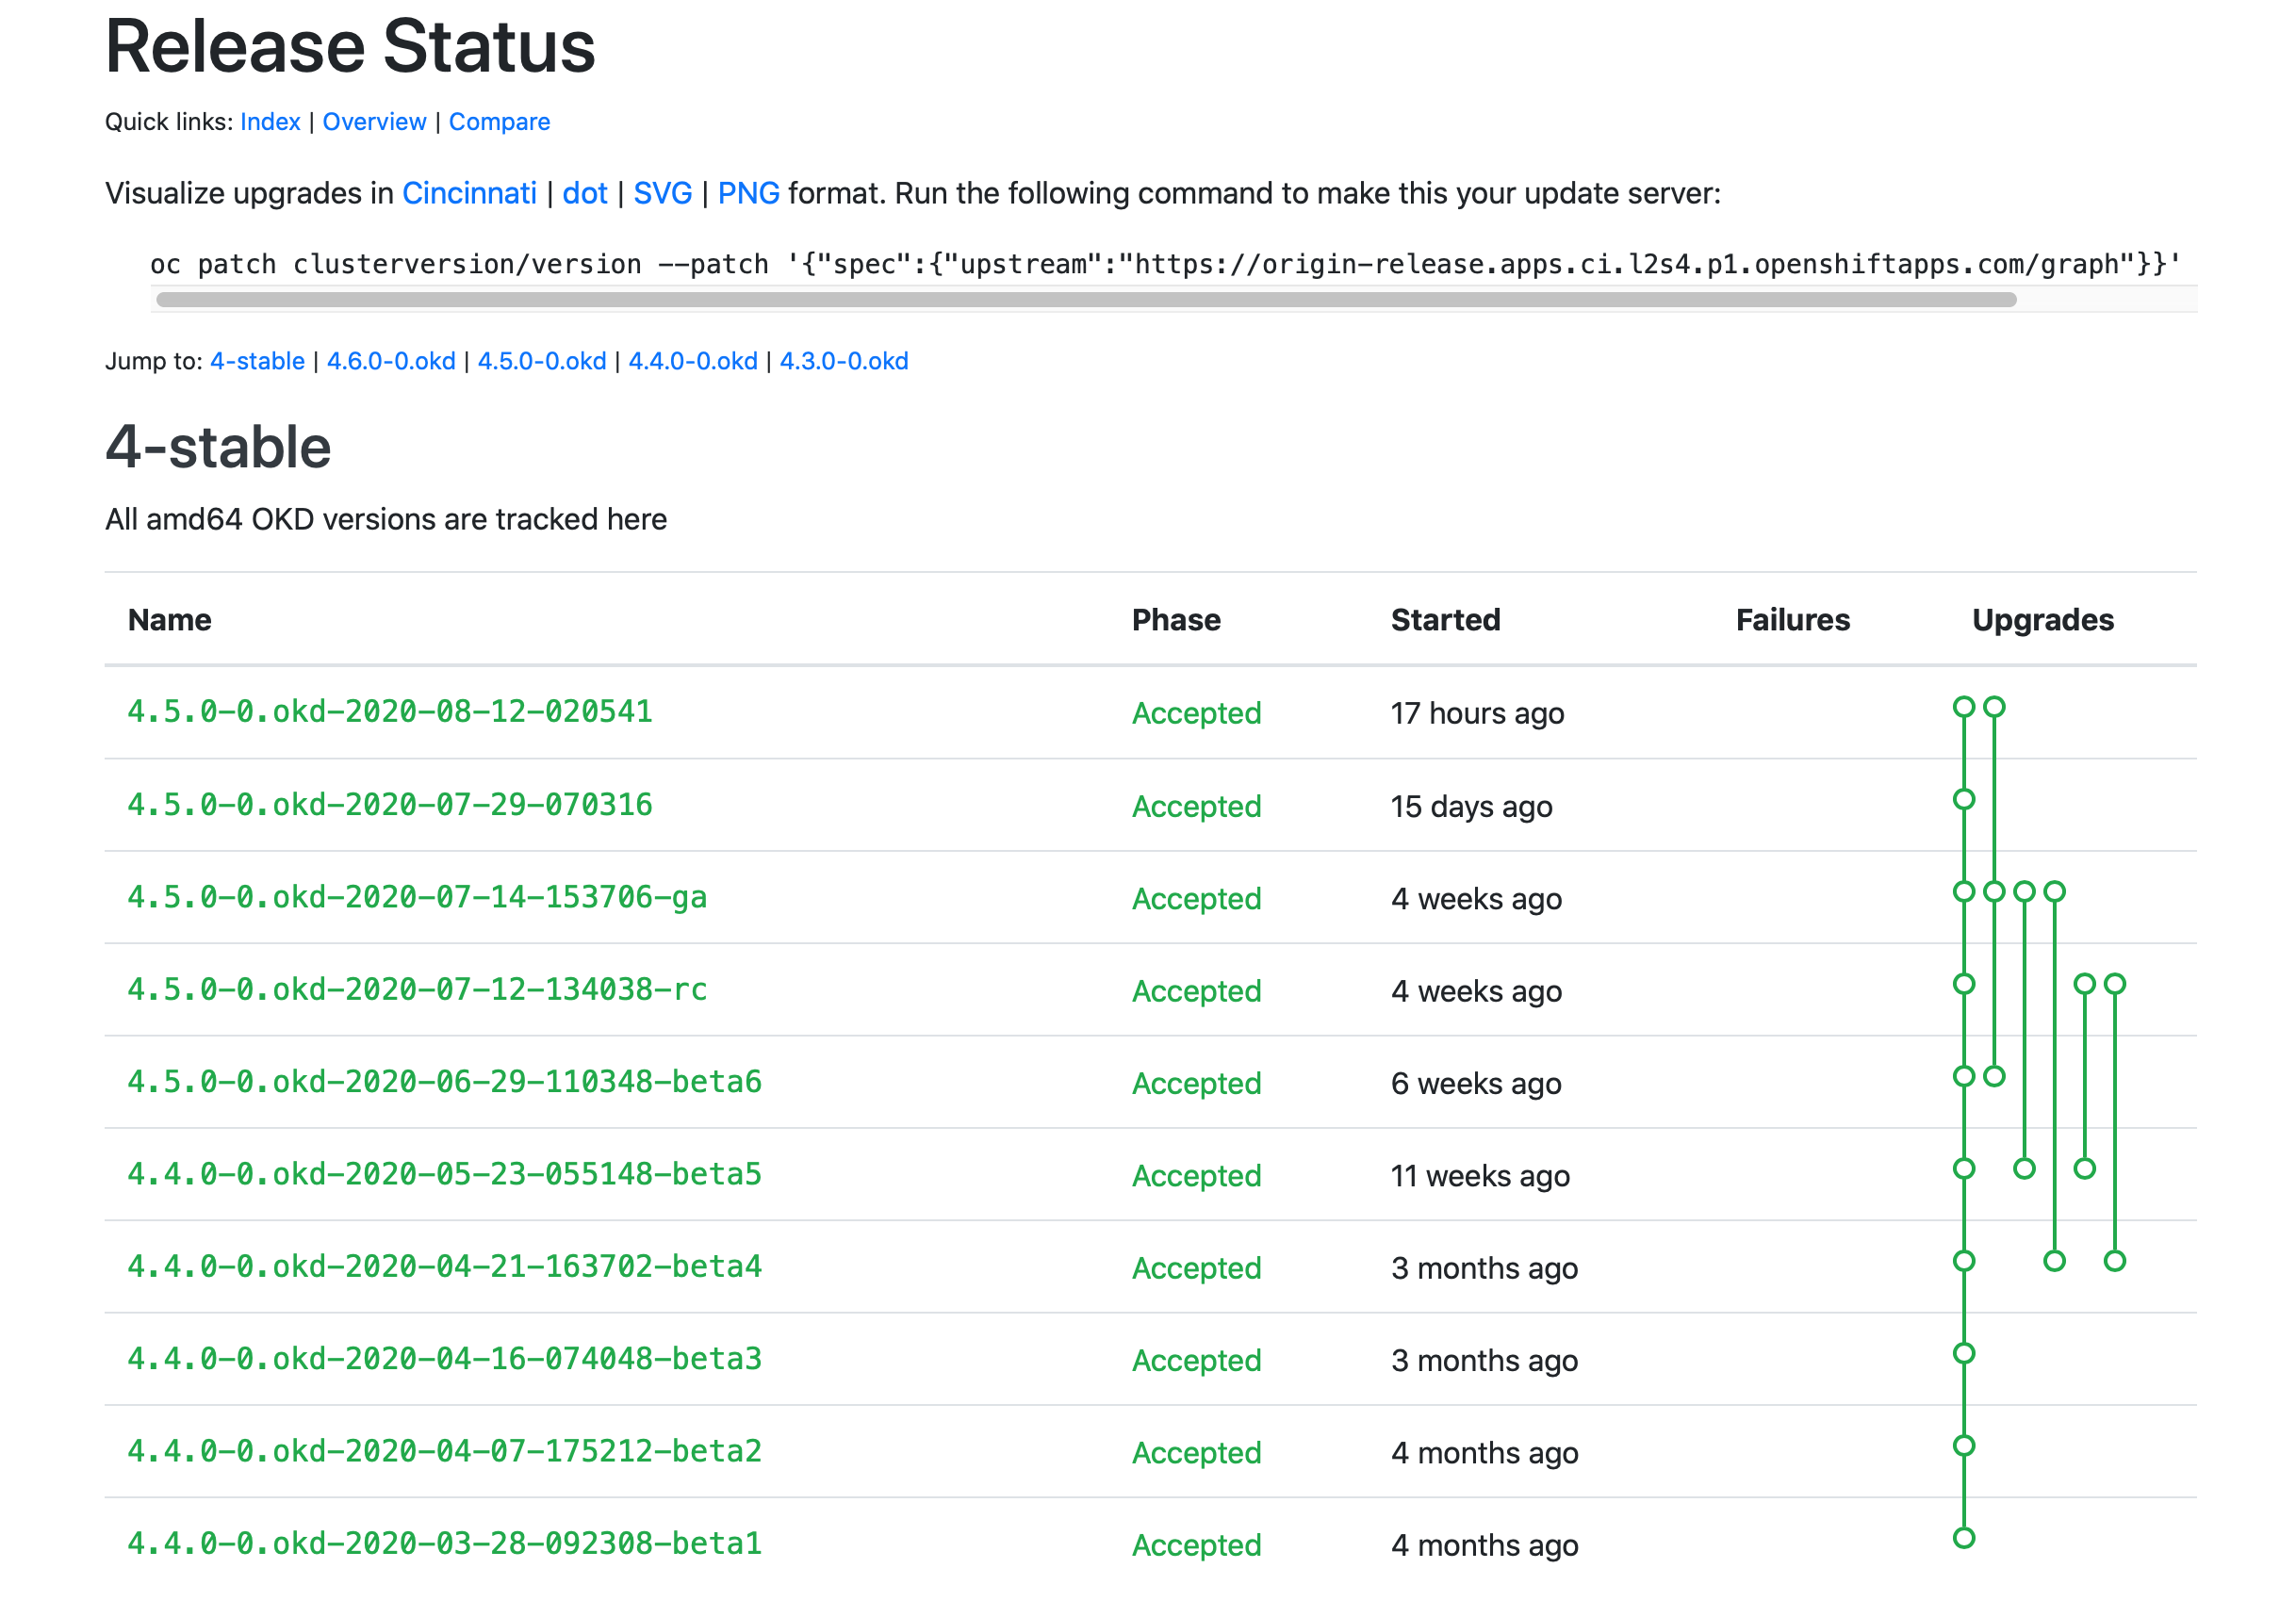 Release Status
Quick links: Index | Overview | Compare
Visualize upgrades in Cincinnati | dot | SVG | PNG format. Run the following command to make this your update server:
oc patch clusterversion/version --patch '{"spec":{"upstream":"https://origin-release.apps.ci.l2s4.p1.openshiftapps.com/graph"}}'
Jump to: 4-stable | 4.6.0-0.okd | 4.5.0-0.okd | 4.4.0-0.okd | 4.3.0-0.okd
4-stable
All amd64 OKD versions are tracked here
Name Phase Started Failures Upgrades
4.5.0-0.okd-2020-08-12-020541 Accepted 17 hours ago
4.5.0-0.okd-2020-07-29-070316 Accepted 15 days ago
4.5.0-0.okd-2020-07-14-153706-ga Accepted 4 weeks ago
4.5.0-0.okd-2020-07-12-134038-rc Accepted 4 weeks ago
4.5.0-0.okd-2020-06-29-110348-beta6 Accepted 6 weeks ago
4.4.0-0.okd-2020-05-23-055148-beta5 Accepted 11 weeks ago
4.4.0-0.okd-2020-04-21-163702-beta4 Accepted 3 months ago
4.4.0-0.okd-2020-04-16-074048-beta3 Accepted 3 months ago
4.4.0-0.okd-2020-04-07-175212-beta2 Accepted 4 months ago
4.4.0-0.okd-2020-03-28-092308-beta1 Accepted 4 months ago